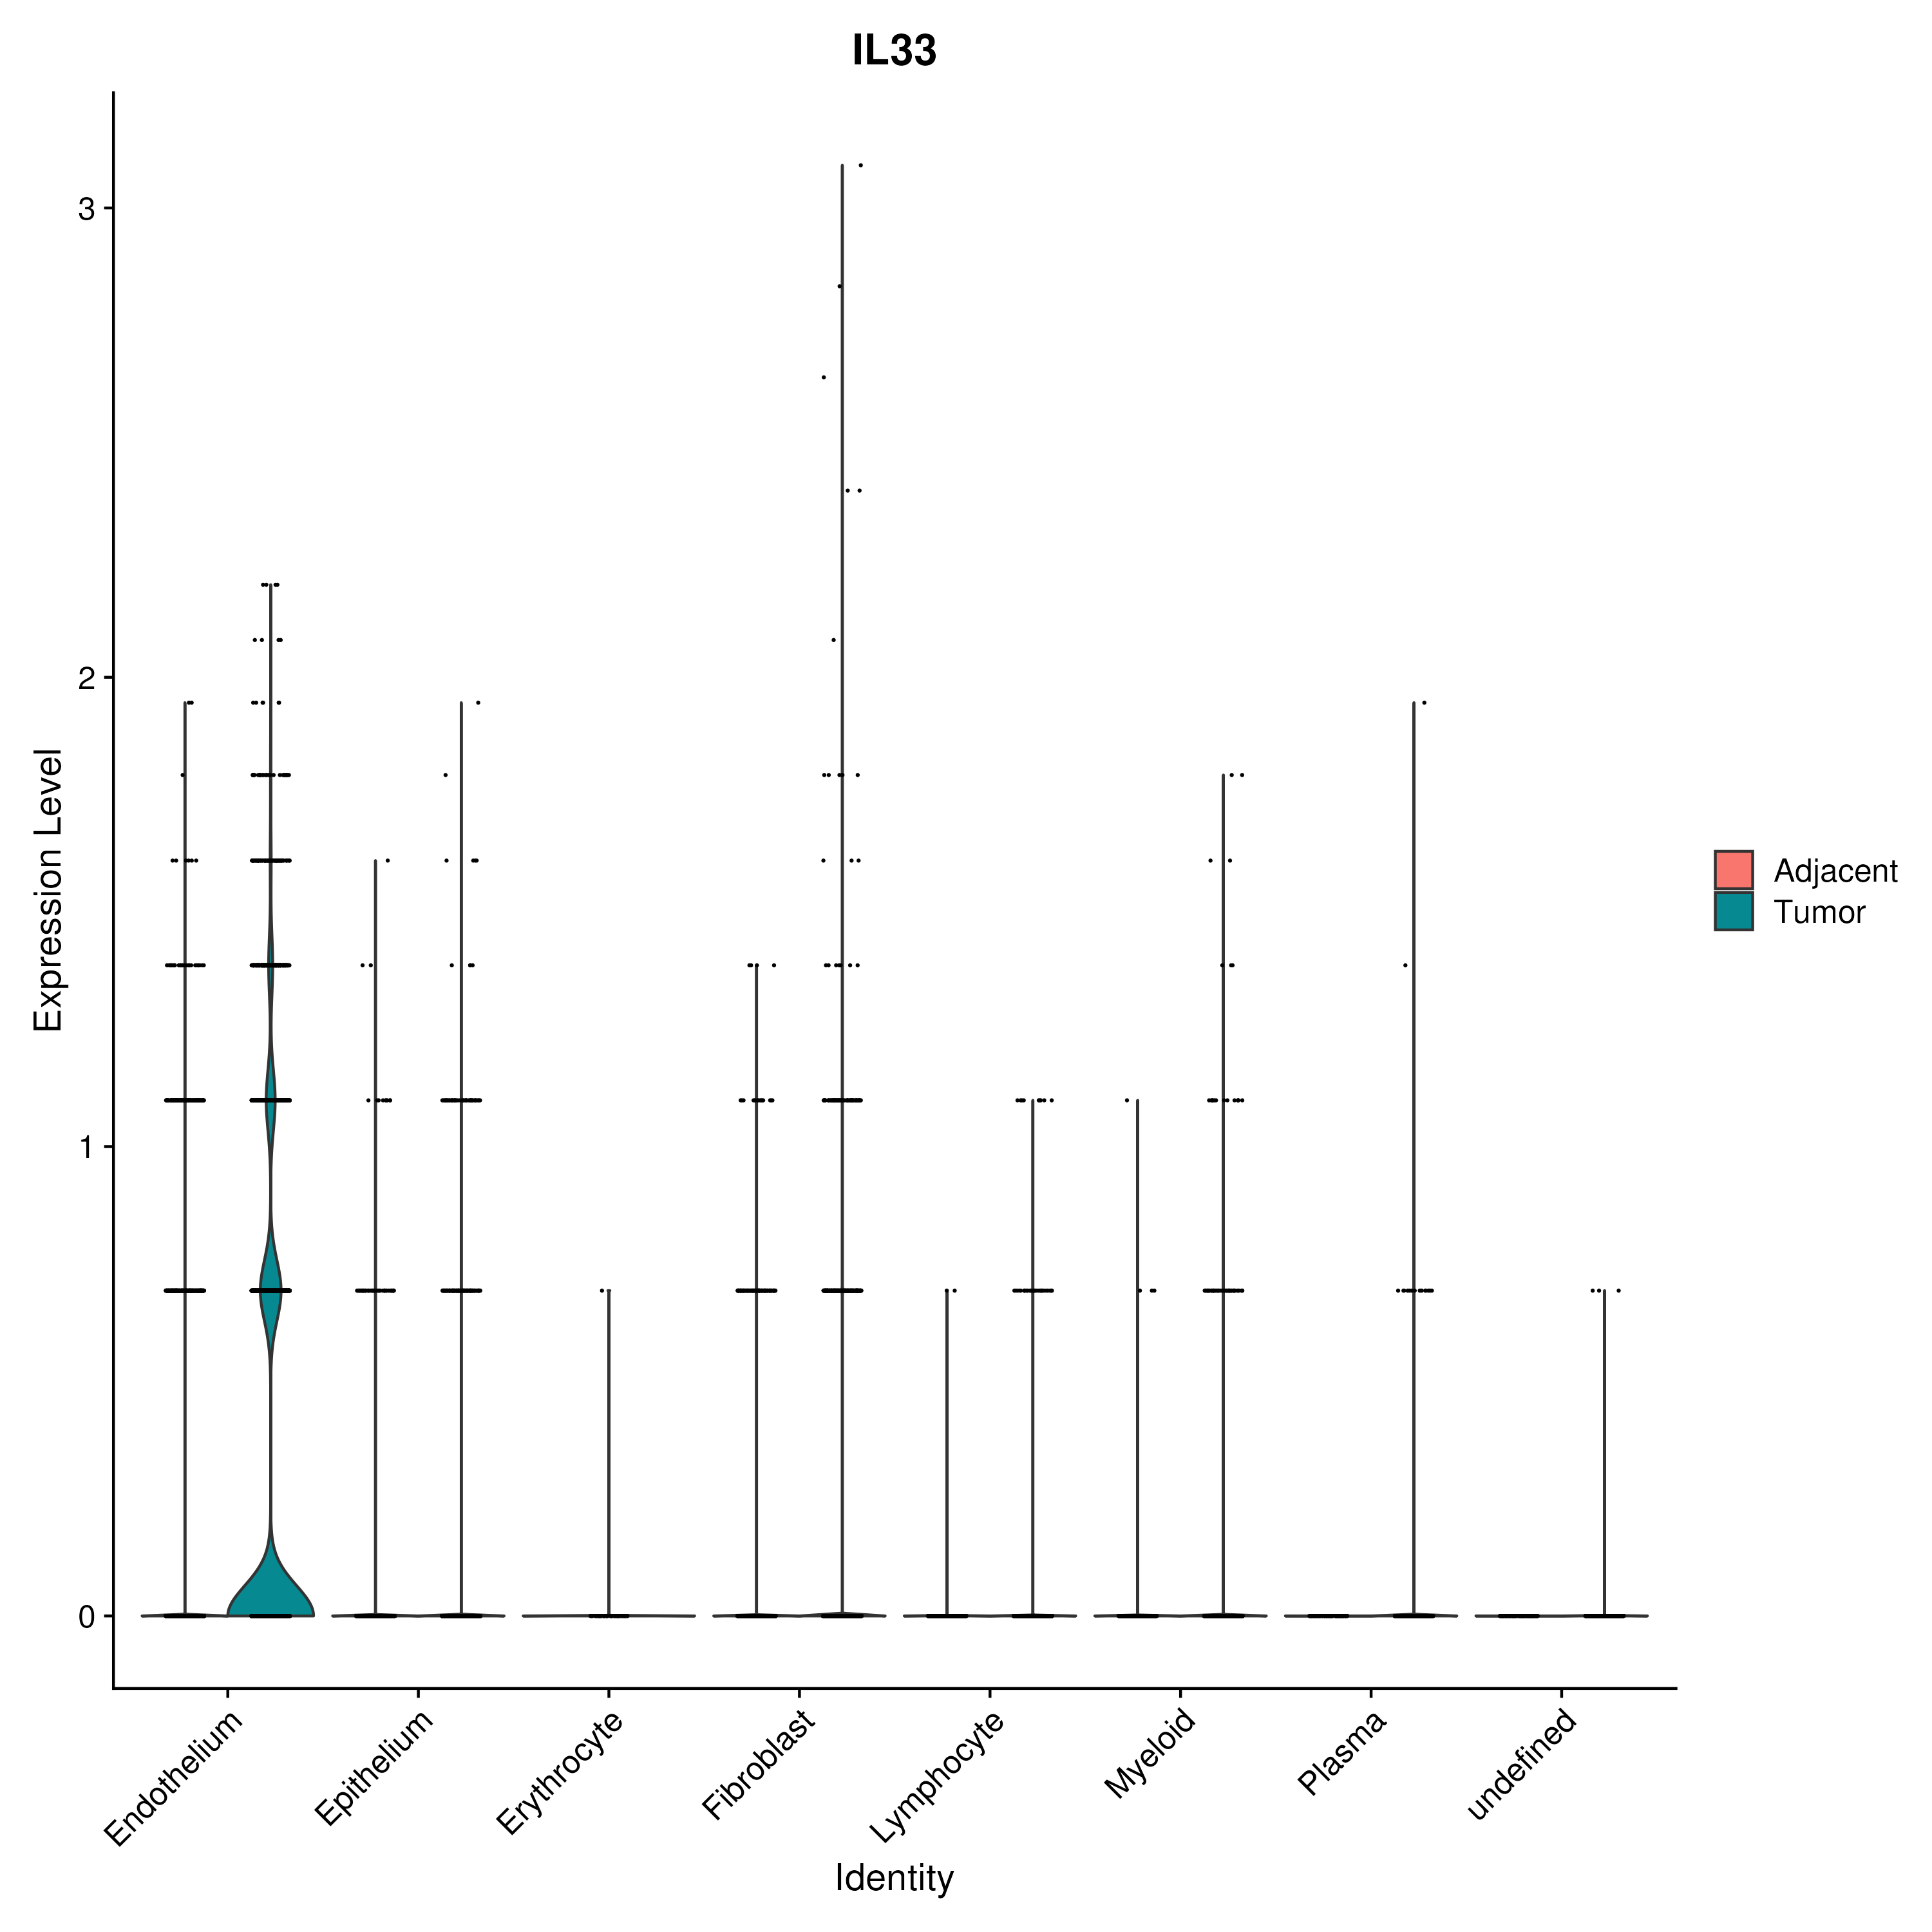 IL33
Expression Level
3
2
1
0
Endothelium
Epithelium
Erythrocyte
Fibroblast
Lymphocyte
Myeloid
Plasma
undefined
Identity
Adjacent
Tumor